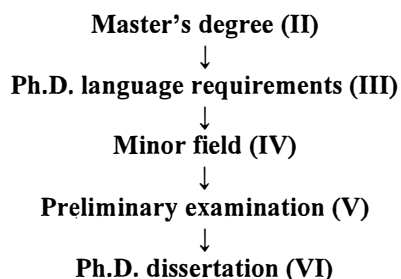 Master's degree (II)
↓
Ph.D. language requirements (III)
↓
Minor field (IV)
↓
Preliminary examination (V)
↓
Ph.D. dissertation (VI)